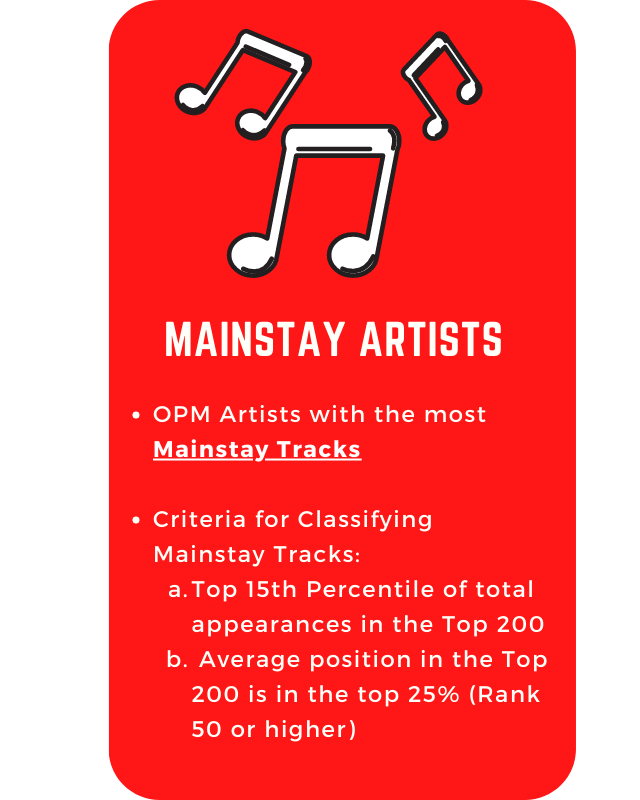 MAINSTAY ARTISTS
• OPM Artists with the most
Mainstay Tracks
• Criteria for Classifying
Mainstay Tracks:
a. Top 15th Percentile of total
appearances in the Top 200
b. Average position in the Top
200 is in the top 25% (Rank
50 or higher)